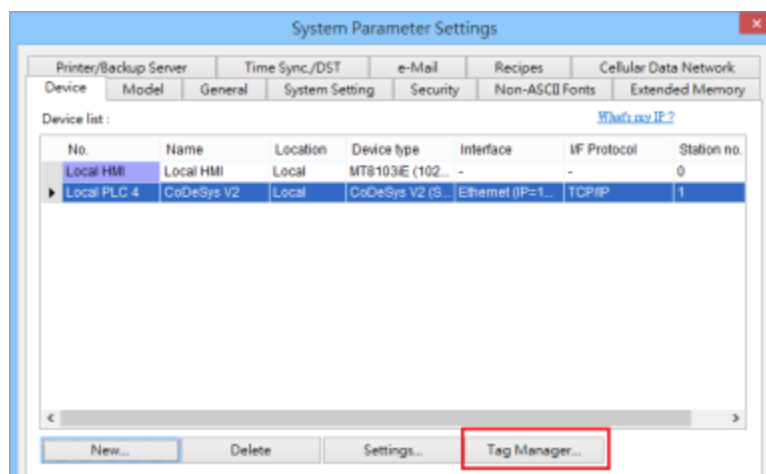 System Parameter Settings
Printer/Backup Server Time Sync./DST e-Mail Recipes Cellular Data Network
Device Model General System Setting Security Non-ASCII Fonts Extended Memory
Device list :
What's my IP ?
No. Name Location Device type Interface I/F Protocol Station no.
Local HMI Local HMI Local MT8103iE (102... - - 0
Local PLC 4 CoDeSys V2 Local CoDeSys V2 (S... Ethernet (IP=1... TCP/IP 1
New... Delete Settings... Tag Manager...